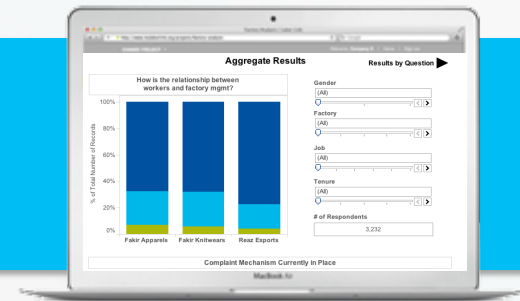 Aggregate Results
Results by Question
How is the relationship between
workers and factory mgmt?
% of Total Number of Records
100%
80%
60%
40%
20%
0%
Fakir Apparels
Fakir Knitwears
Reaz Exports
Gender
(All)
Factory
(All)
Job
(All)
Tenure
(All)
# of Respondents
3,232
Complaint Mechanism Currently in Place
MacBook Air